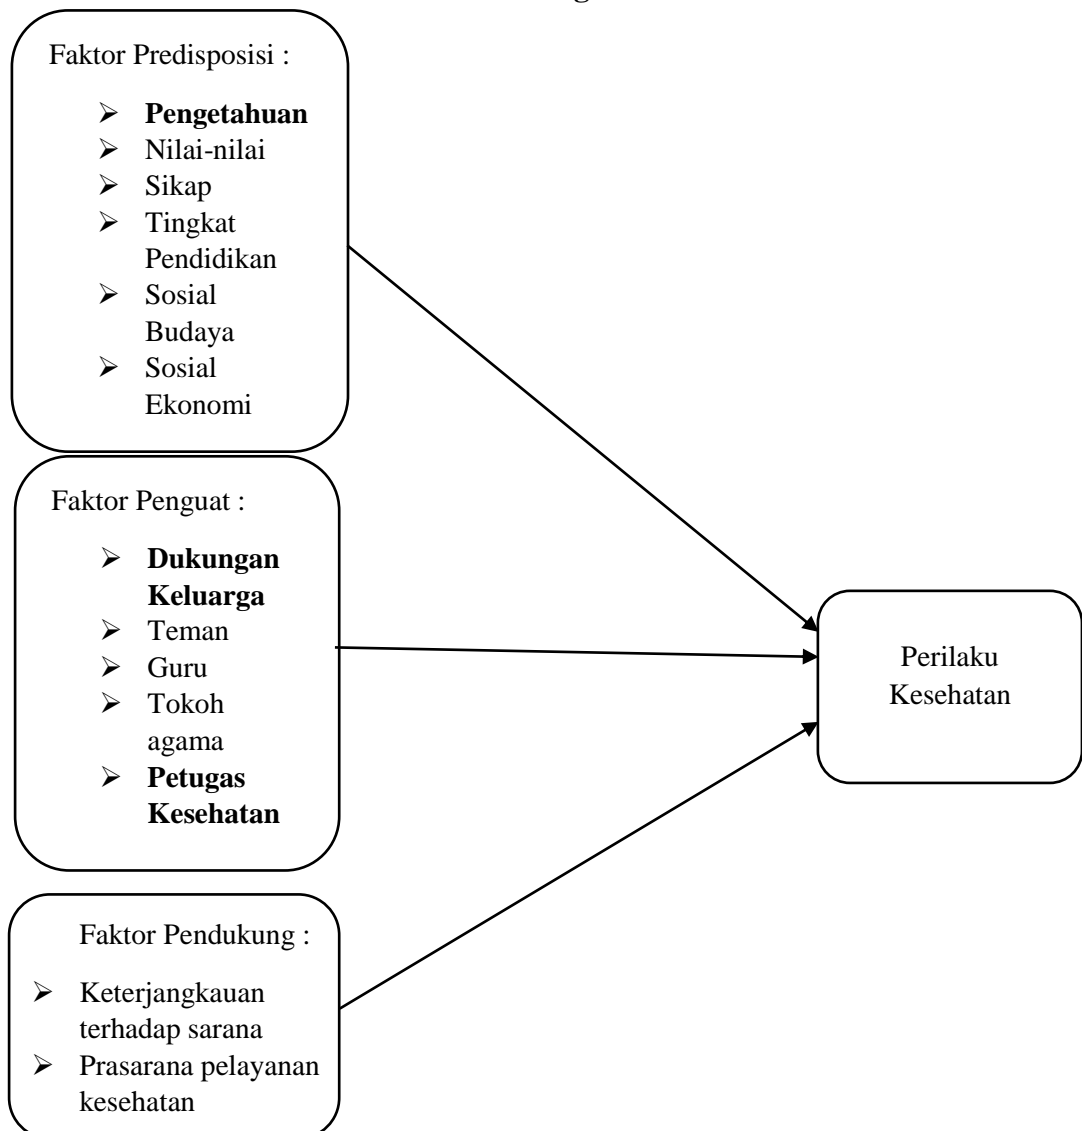 Faktor Predisposisi :
➢ Pengetahuan
➢ Nilai-nilai
➢ Sikap
➢ Tingkat
Pendidikan
➢ Sosial
Budaya
➢ Sosial
Ekonomi
Faktor Penguat :
➢ Dukungan
Keluarga
➢ Teman
➢ Guru
➢ Tokoh
agama
➢ Petugas
Kesehatan
Faktor Pendukung :
➢ Keterjangkauan
terhadap sarana
➢ Prasarana pelayanan
kesehatan
Perilaku
Kesehatan